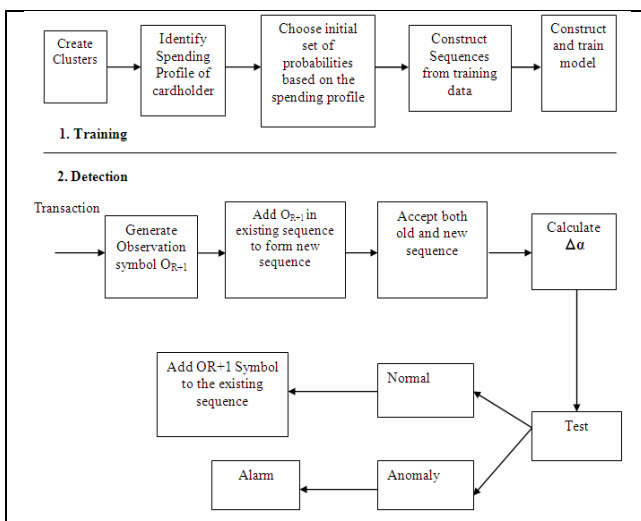 Create
Clusters
Identify
Spending
Profile of
cardholder
Choose initial
set of
probabilities
based on the
spending profile
Construct
Sequences
from training
data
Construct
and train
model
1. Training
2. Detection
Transaction
Generate
Observation
symbol O_{R+1}
Add O_{R+1} in
existing sequence
to form new
sequence
Accept both
old and new
sequence
Calculate
Δα
Add OR+1 Symbol
to the existing
sequence
Normal
Test
Alarm
Anomaly